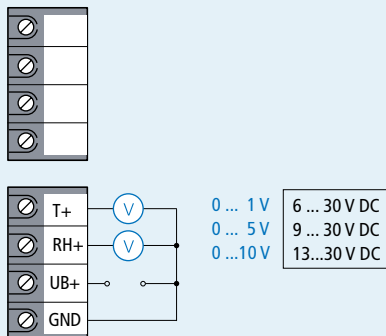 T+
V
0 ... 1 V
6 ... 30 V DC
RH+
V
0 ... 5 V
9 ... 30 V DC
0 ...10 V
13...30 V DC
UB+
GND